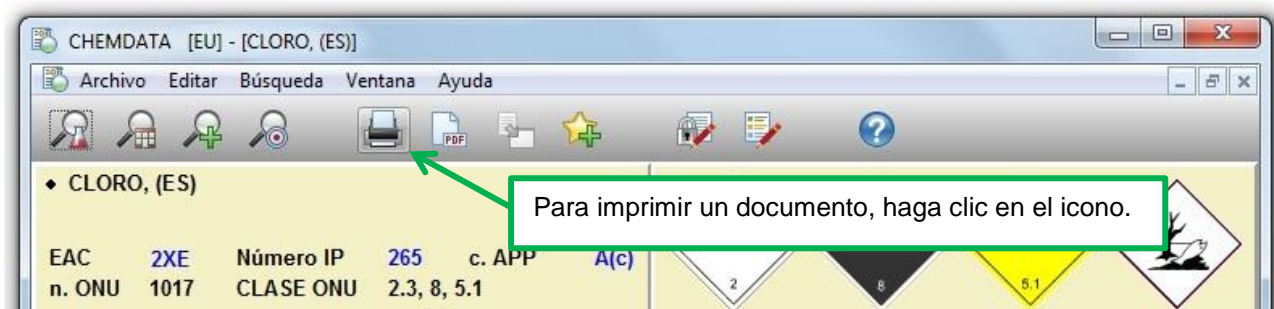 CHEMDATA [EU] - [CLORO, (ES)]
Archivo Editar Búsqueda Ventana Ayuda
PDF
◆ CLORO, (ES)
Para imprimir un documento, haga clic en el icono.
EAC 2XE Número IP 265 c. APP A(c)
n. ONU 1017 CLASE ONU 2.3, 8, 5.1
2 8 5.1